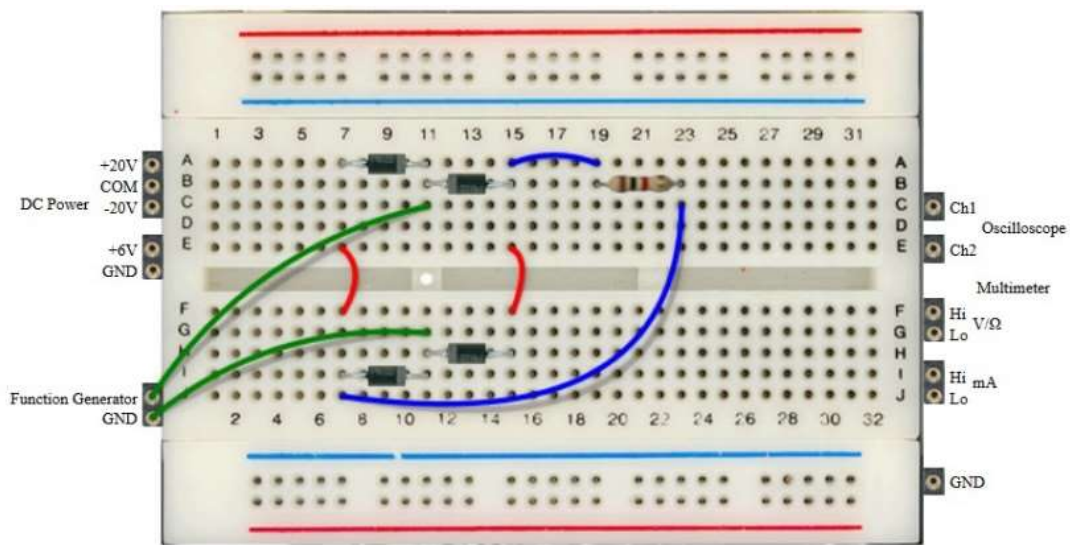 1 3 5 7 9 11 13 15 17 19 21 23 25 27 29 31
+20V A A
COM B B
DC Power -20V C C Ch1
Oscilloscope
D D
+6V E E Ch2
GND
Multimeter
F F Hi
V/Ω
G G Lo
H H
I I Hi
mA
Function Generator J J Lo
GND 2 4 6 8 10 12 14 16 18 20 22 24 26 28 30 32
GND